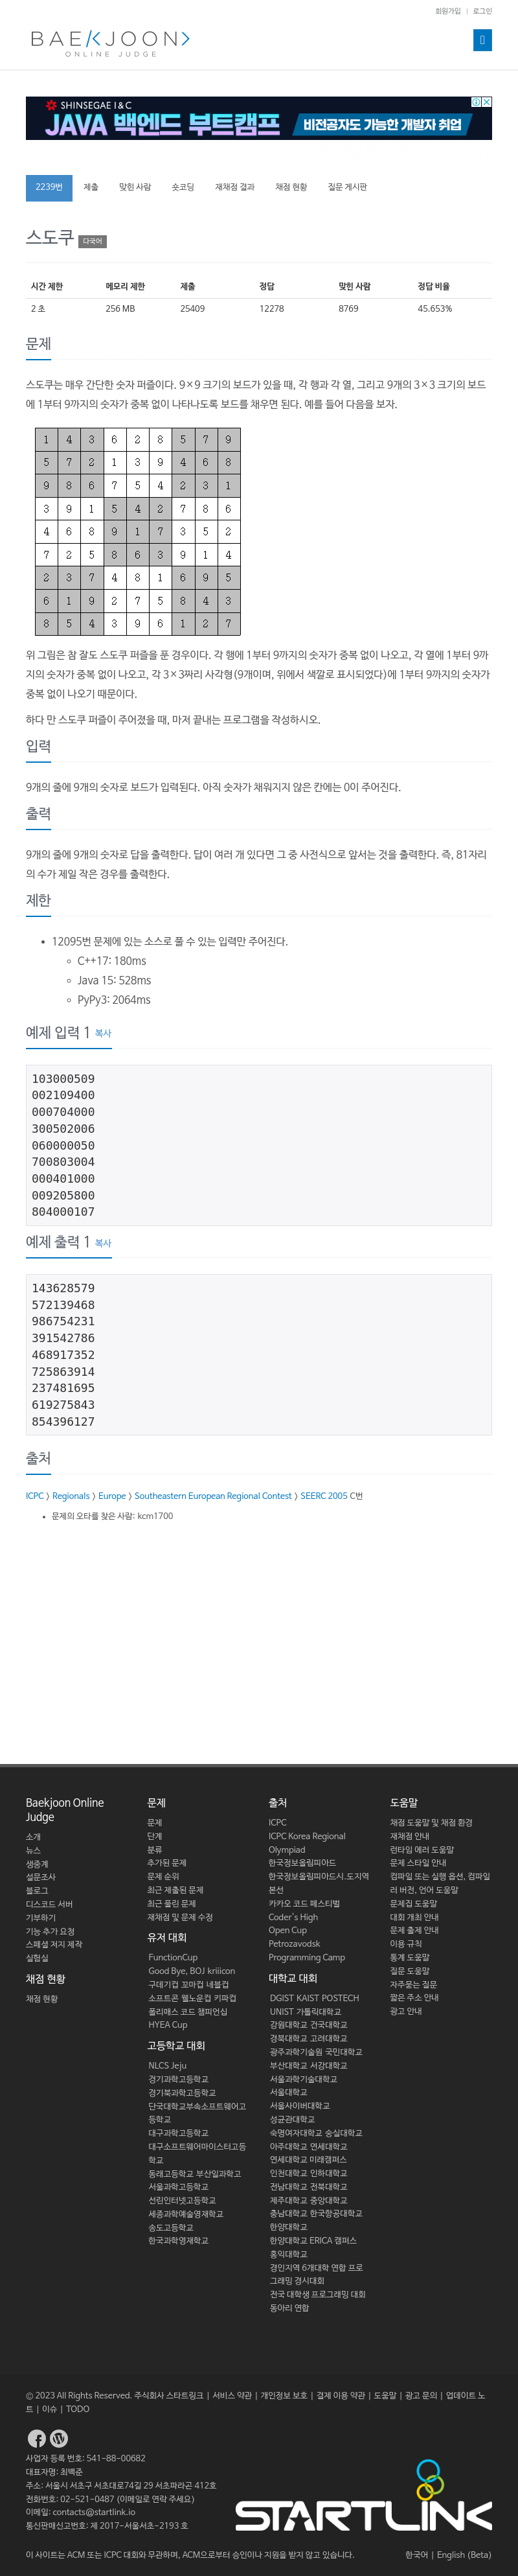 회원가입 | 로그인
BAEKJOON>
ONLINE JUDGE
SHINSEGAE I&C
JAVA 백엔드 부트캠프
비전공자도 가능한 개발자 취업
2239번 제출 맞힌 사람 숏코딩 재채점 결과 채점 현황 질문 게시판
스도쿠 다국어
시간 제한 메모리 제한 제출 정답 맞힌 사람 정답 비율
2 초 256 MB 25409 12278 8769 45.653%
문제
스도쿠는 매우 간단한 숫자 퍼즐이다. 9×9 크기의 보드가 있을 때, 각 행과 각 열, 그리고 9개의 3×3 크기의 보드
에 1부터 9까지의 숫자가 중복 없이 나타나도록 보드를 채우면 된다. 예를 들어 다음을 보자.
1 4 3 6 2 8 5 7 9
5 7 2 1 3 9 4 6 8
9 8 6 7 5 4 2 3 1
3 9 1 5 4 2 7 8 6
4 6 8 9 1 7 3 5 2
7 2 5 8 6 3 9 1 4
2 3 7 4 8 1 6 9 5
6 1 9 2 7 5 8 4 3
8 5 4 3 9 6 1 2 7
위 그림은 참 잘도 스도쿠 퍼즐을 푼 경우이다. 각 행에 1부터 9까지의 숫자가 중복 없이 나오고, 각 열에 1부터 9까
지의 숫자가 중복 없이 나오고, 각 3×3짜리 사각형(9개이며, 위에서 색깔로 표시되었다)에 1부터 9까지의 숫자가
중복 없이 나오기 때문이다.
하다 만 스도쿠 퍼즐이 주어졌을 때, 마저 끝내는 프로그램을 작성하시오.
입력
9개의 줄에 9개의 숫자로 보드가 입력된다. 아직 숫자가 채워지지 않은 칸에는 0이 주어진다.
출력
9개의 줄에 9개의 숫자로 답을 출력한다. 답이 여러 개 있다면 그 중 사전식으로 앞서는 것을 출력한다. 즉, 81자리
의 수가 제일 작은 경우를 출력한다.
제한
12095번 문제에 있는 소스로 풀 수 있는 입력만 주어진다.
C++17: 180ms
Java 15: 528ms
PyPy3: 2064ms
예제 입력 1 복사
103000509
002109400
000704000
300502006
060000050
700803004
000401000
009205800
804000107
예제 출력 1 복사
143628579
572139468
986754231
391542786
468917352
725863914
237481695
619275843
854396127
출처
ICPC > Regionals > Europe > Southeastern European Regional Contest > SEERC 2005 C번
문제의 오타를 찾은 사람: kcm1700
Baekjoon Online
Judge
소개
뉴스
생중계
설문조사
블로그
디스코드 서버
기부하기
기능 추가 요청
스페셜 저지 제작
실험실
채점 현황
채점 현황
문제
문제
단계
분류
추가된 문제
문제 순위
최근 제출된 문제
최근 풀린 문제
재채점 및 문제 수정
유저 대회
FunctionCup
Good Bye, BOJ kriiicon
구데기컵 꼬마컵 네블컵
소프트콘 웰노운컵 키파컵
폴리매스 코드 챔피언십
HYEA Cup
고등학교 대회
NLCS Jeju
경기과학고등학교
경기북과학고등학교
단국대학교부속소프트웨어고
등학교
대구과학고등학교
대구소프트웨어마이스터고등
학교
동래고등학교 부산일과학고
서울과학고등학교
선린인터넷고등학교
세종과학예술영재학교
송도고등학교
한국과학영재학교
출처
ICPC
ICPC Korea Regional
Olympiad
한국정보올림피아드
한국정보올림피아드시.도지역
본선
카카오 코드 페스티벌
Coder's High
Open Cup
Petrozavodsk
Programming Camp
대학교 대회
DGIST KAIST POSTECH
UNIST 가톨릭대학교
강원대학교 건국대학교
경북대학교 고려대학교
광주과학기술원 국민대학교
부산대학교 서강대학교
서울과학기술대학교
서울대학교
서울사이버대학교
성균관대학교
숙명여자대학교 숭실대학교
아주대학교 연세대학교
연세대학교 미래캠퍼스
인천대학교 인하대학교
전남대학교 전북대학교
제주대학교 중앙대학교
충남대학교 한국항공대학교
한양대학교
한양대학교 ERICA 캠퍼스
홍익대학교
경인지역 6개대학 연합 프로
그래밍 경시대회
전국 대학생 프로그래밍 대회
동아리 연합
도움말
채점 도움말 및 채점 환경
재채점 안내
런타임 에러 도움말
문제 스타일 안내
컴파일 또는 실행 옵션, 컴파일
러 버전, 언어 도움말
문제집 도움말
대회 개최 안내
문제 출제 안내
이용 규칙
통계 도움말
질문 도움말
자주묻는 질문
짧은 주소 안내
광고 안내
© 2023 All Rights Reserved. 주식회사 스타트링크 | 서비스 약관 | 개인정보 보호 | 결제 이용 약관 | 도움말 | 광고 문의 | 업데이트 노
트 | 이슈 | TODO
사업자 등록 번호: 541-88-00682
대표자명: 최백준
주소: 서울시 서초구 서초대로74길 29 서초파라곤 412호
전화번호: 02-521-0487 (이메일로 연락 주세요)
이메일: contacts@startlink.io
통신판매신고번호: 제 2017-서울서초-2193 호
STARTLINK
이 사이트는 ACM 또는 ICPC 대회와 무관하며, ACM으로부터 승인이나 지원을 받지 않고 있습니다.
한국어 | English (Beta)